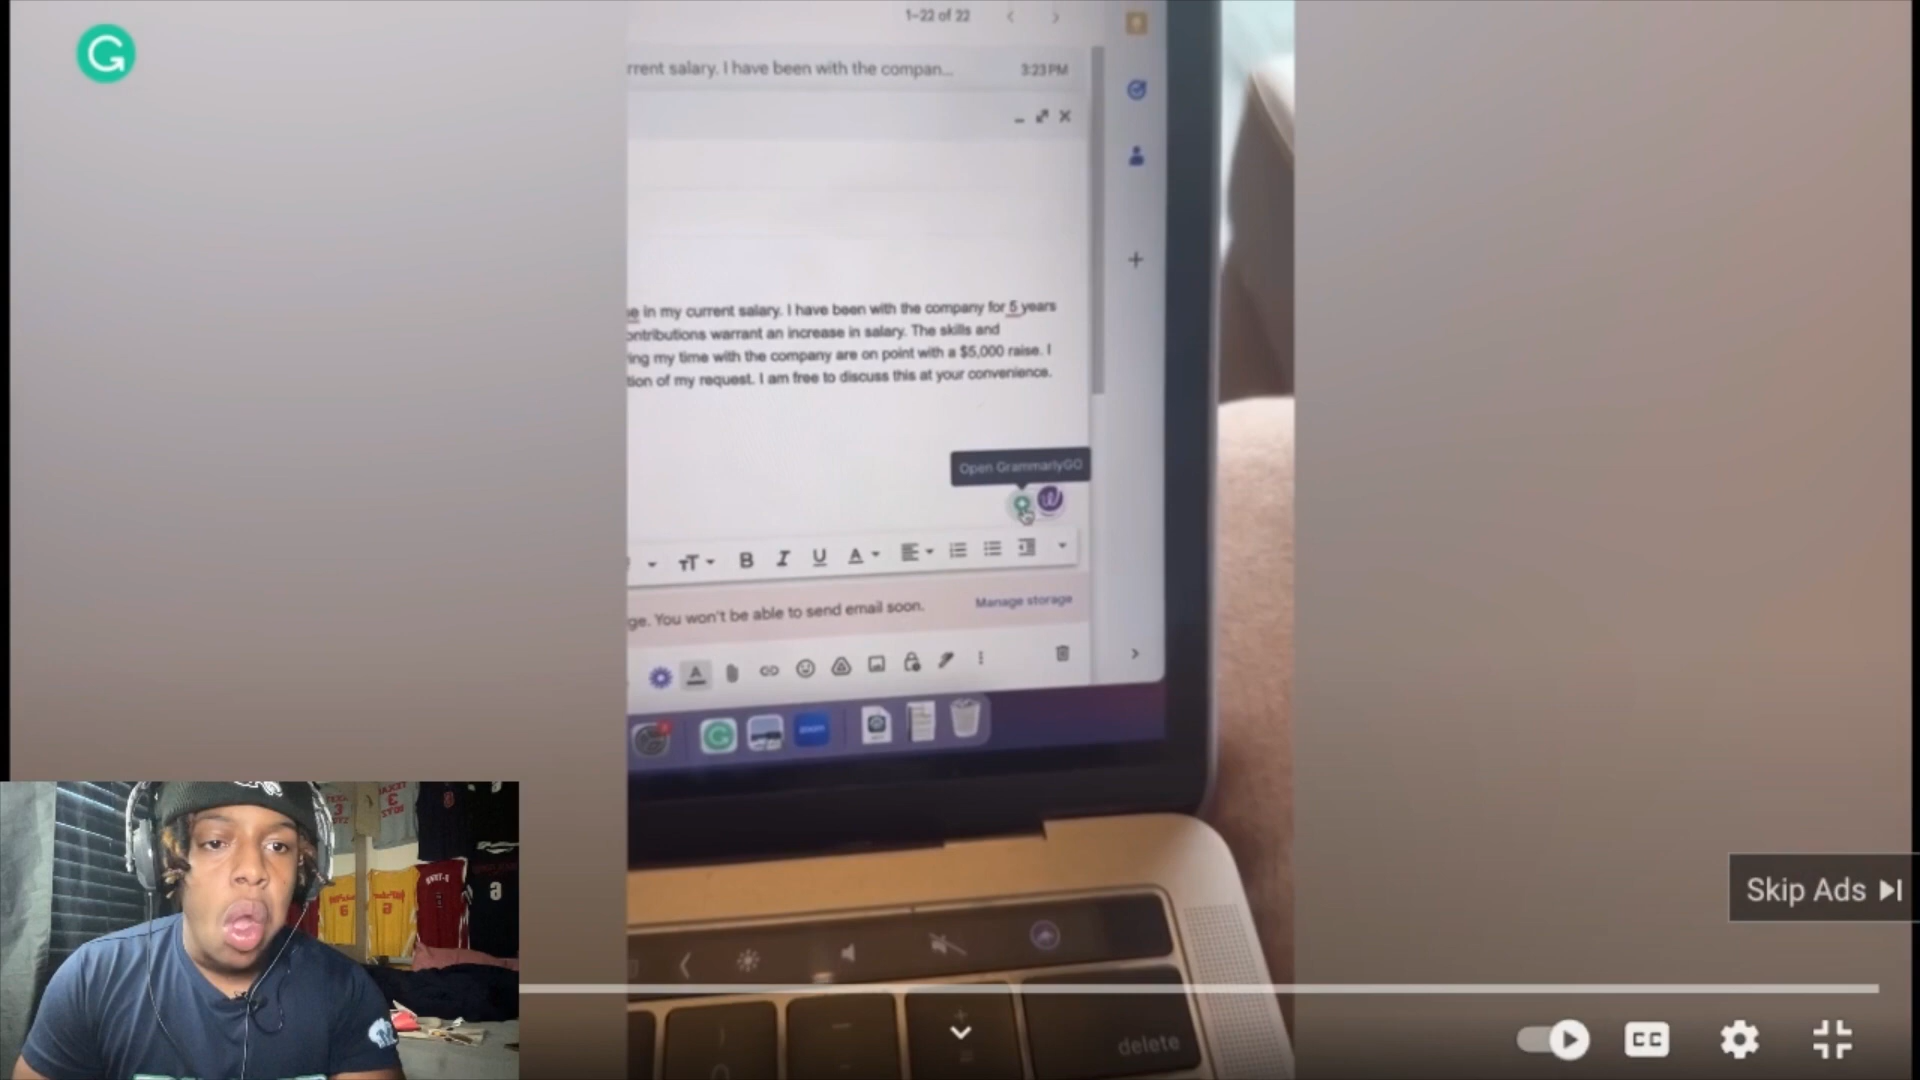 1–22 of 22
rrent salary. I have been with the compan... 3:23 PM
in my current salary. I have been with the company for 5 years
ontributions warrant an increase in salary. The skills and
ing my time with the company are on point with a $5,000 raise. I
tion of my request. I am free to discuss this at your convenience.
Open GrammarlyGO
B I U A
ge. You won't be able to send email soon. Manage storage
zoom
Skip Ads
delete
CC